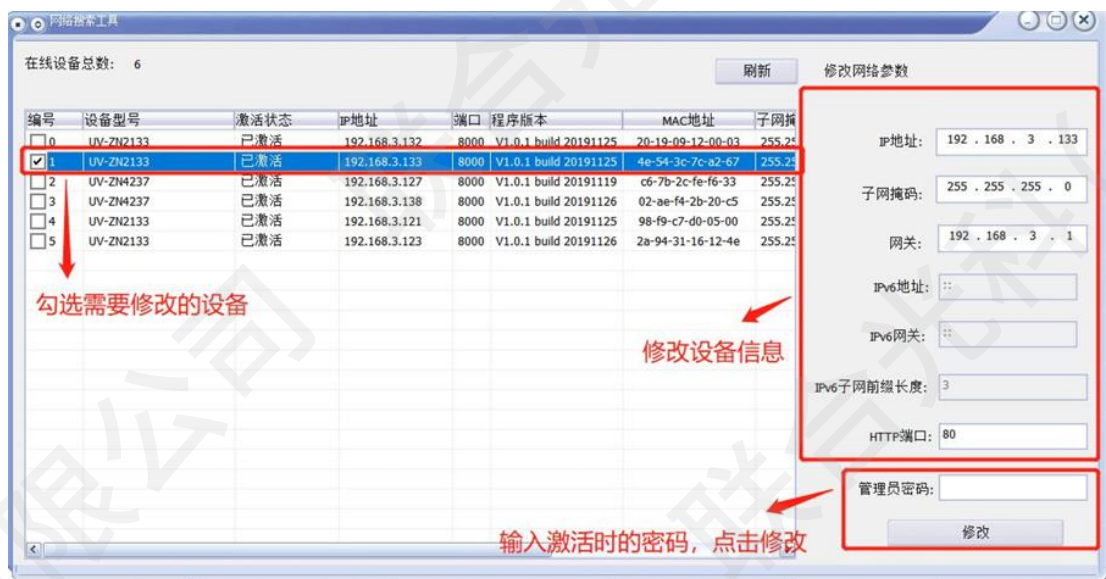 网络搜索工具
在线设备总数: 6
刷新
修改网络参数
编号 设备型号 激活状态 IP地址 端口 程序版本 MAC地址 子网掩
0 UV-ZN2133 已激活 192.168.3.132 8000 V1.0.1 build 20191125 20-19-09-12-00-03 255.25
1 UV-ZN2133 已激活 192.168.3.133 8000 V1.0.1 build 20191125 4e-54-3c-7c-a2-67 255.25
2 UV-ZN4237 已激活 192.168.3.127 8000 V1.0.1 build 20191119 c6-7b-2c-fe-f6-33 255.25
3 UV-ZN4237 已激活 192.168.3.138 8000 V1.0.1 build 20191126 02-ae-f4-2b-20-c5 255.25
4 UV-ZN2133 已激活 192.168.3.121 8000 V1.0.1 build 20191125 98-f9-c7-d0-05-00 255.25
5 UV-ZN2133 已激活 192.168.3.123 8000 V1.0.1 build 20191126 2a-94-31-16-12-4e 255.25
勾选需要修改的设备
修改设备信息
IP地址: 192 . 168 . 3 . 133
子网掩码: 255 . 255 . 255 . 0
网关: 192 . 168 . 3 . 1
IPv6地址: ::
IPv6网关: ::
IPv6子网前缀长度: 3
HTTP端口: 80
管理员密码:
输入激活时的密码，点击修改
修改